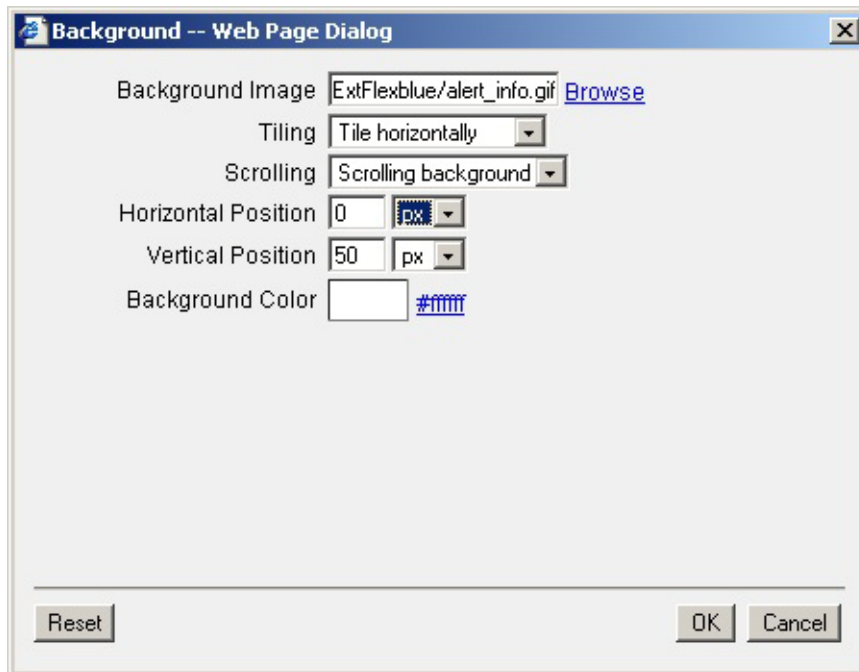 Background -- Web Page Dialog
Background Image ExtFlexblue/alert_info.gif Browse
Tiling Tile horizontally
Scrolling Scrolling background
Horizontal Position 0 px
Vertical Position 50 px
Background Color #ffffff
Reset OK Cancel